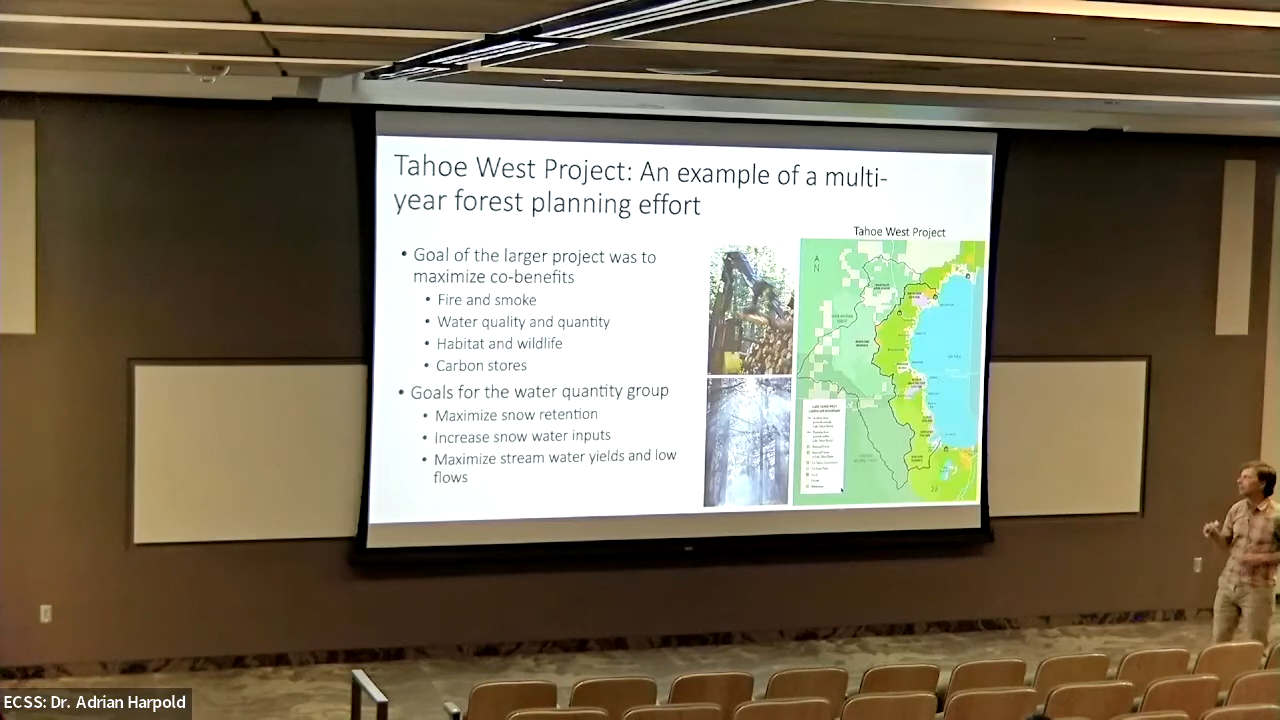 Tahoe West Project: An example of a multi-
year forest planning effort
Tahoe West Project
• Goal of the larger project was to
maximize co-benefits
• Fire and smoke
• Water quality and quantity
• Habitat and wildlife
• Carbon stores
• Goals for the water quantity group
• Maximize snow retention
• Increase snow water inputs
• Maximize stream water yields and low
flows
A
N
ECSS: Dr. Adrian Harpold